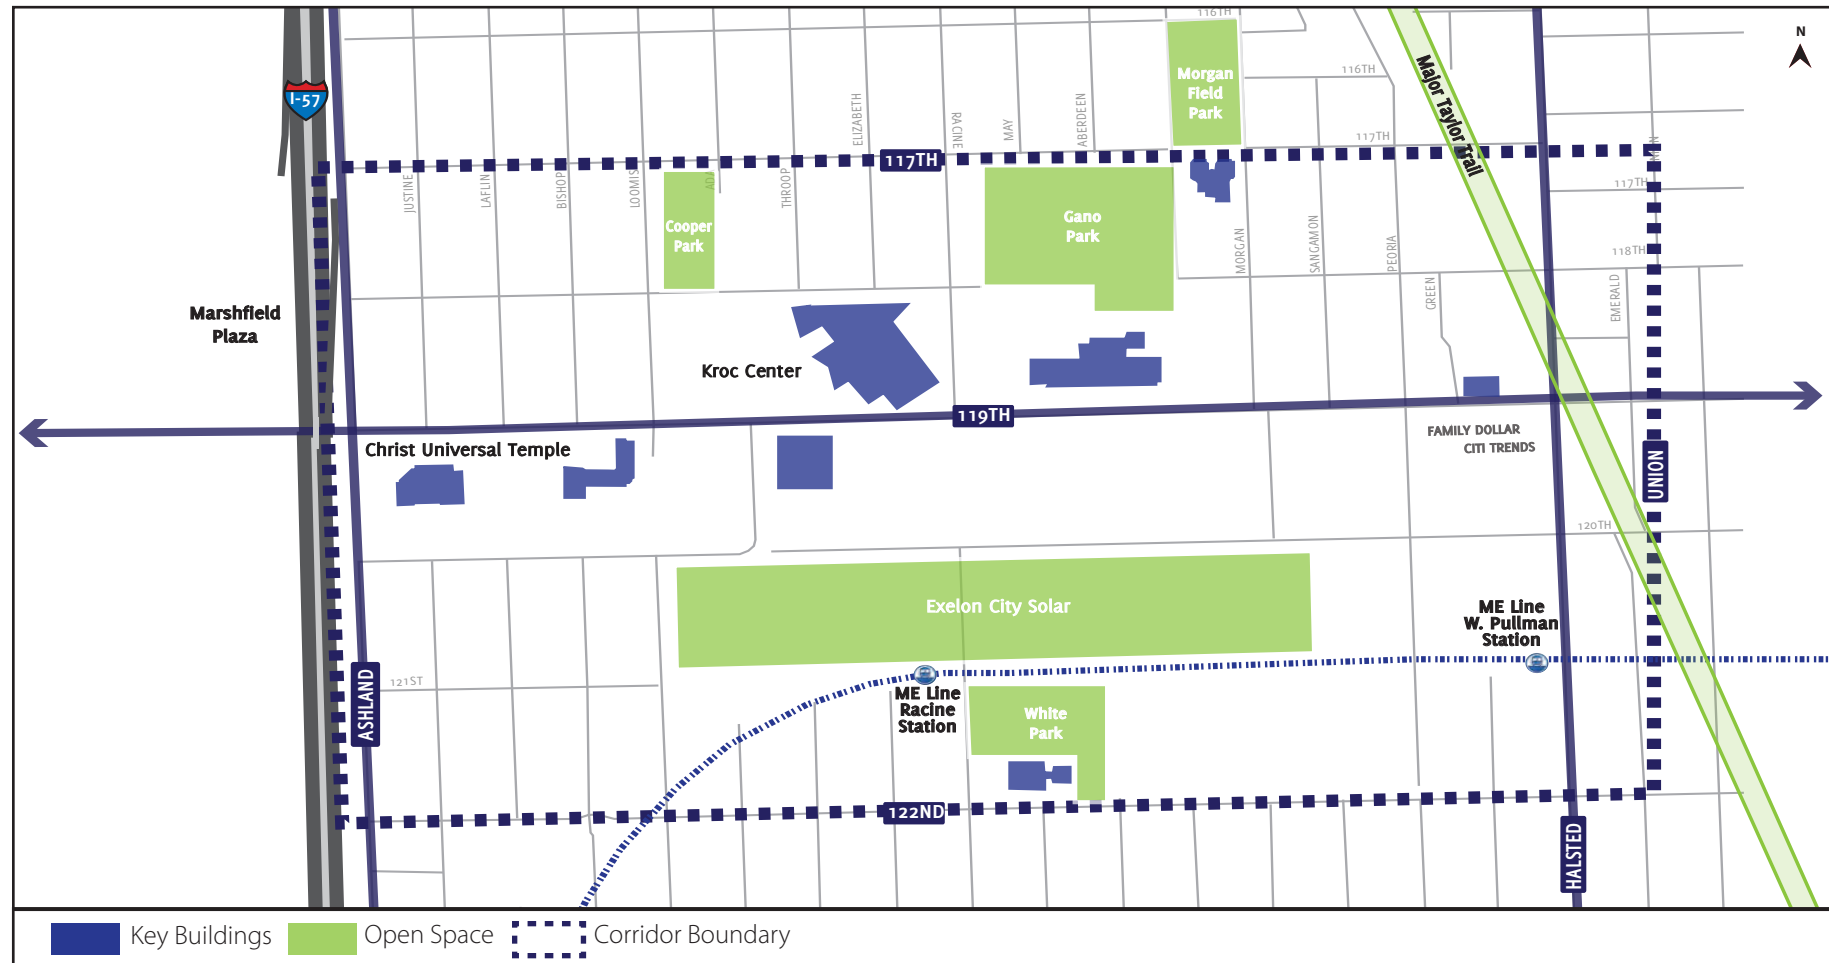 116TH
N
I-57
Major Taylor Trail
Morgan
Field
Park
116TH
ELIZABETH
RACINE
MAY
ABERDEEN
117TH
117TH
JUSTINE
LAFLIN
BISHOP
LOOMIS
ADA
THROOP
Cooper
Park
Gano
Park
MORGAN
SANGAMON
PEORIA
117TH
118TH
GREEN
EMERALD
Marshfield
Plaza
Kroc Center
119TH
Christ Universal Temple
FAMILY DOLLAR
CITI TRENDS
UNION
120TH
Exelon City Solar
ME Line
W. Pullman
Station
121ST
ASHLAND
ME Line
Racine
Station
White
Park
122ND
HALSTED
Key Buildings
Open Space
Corridor Boundary